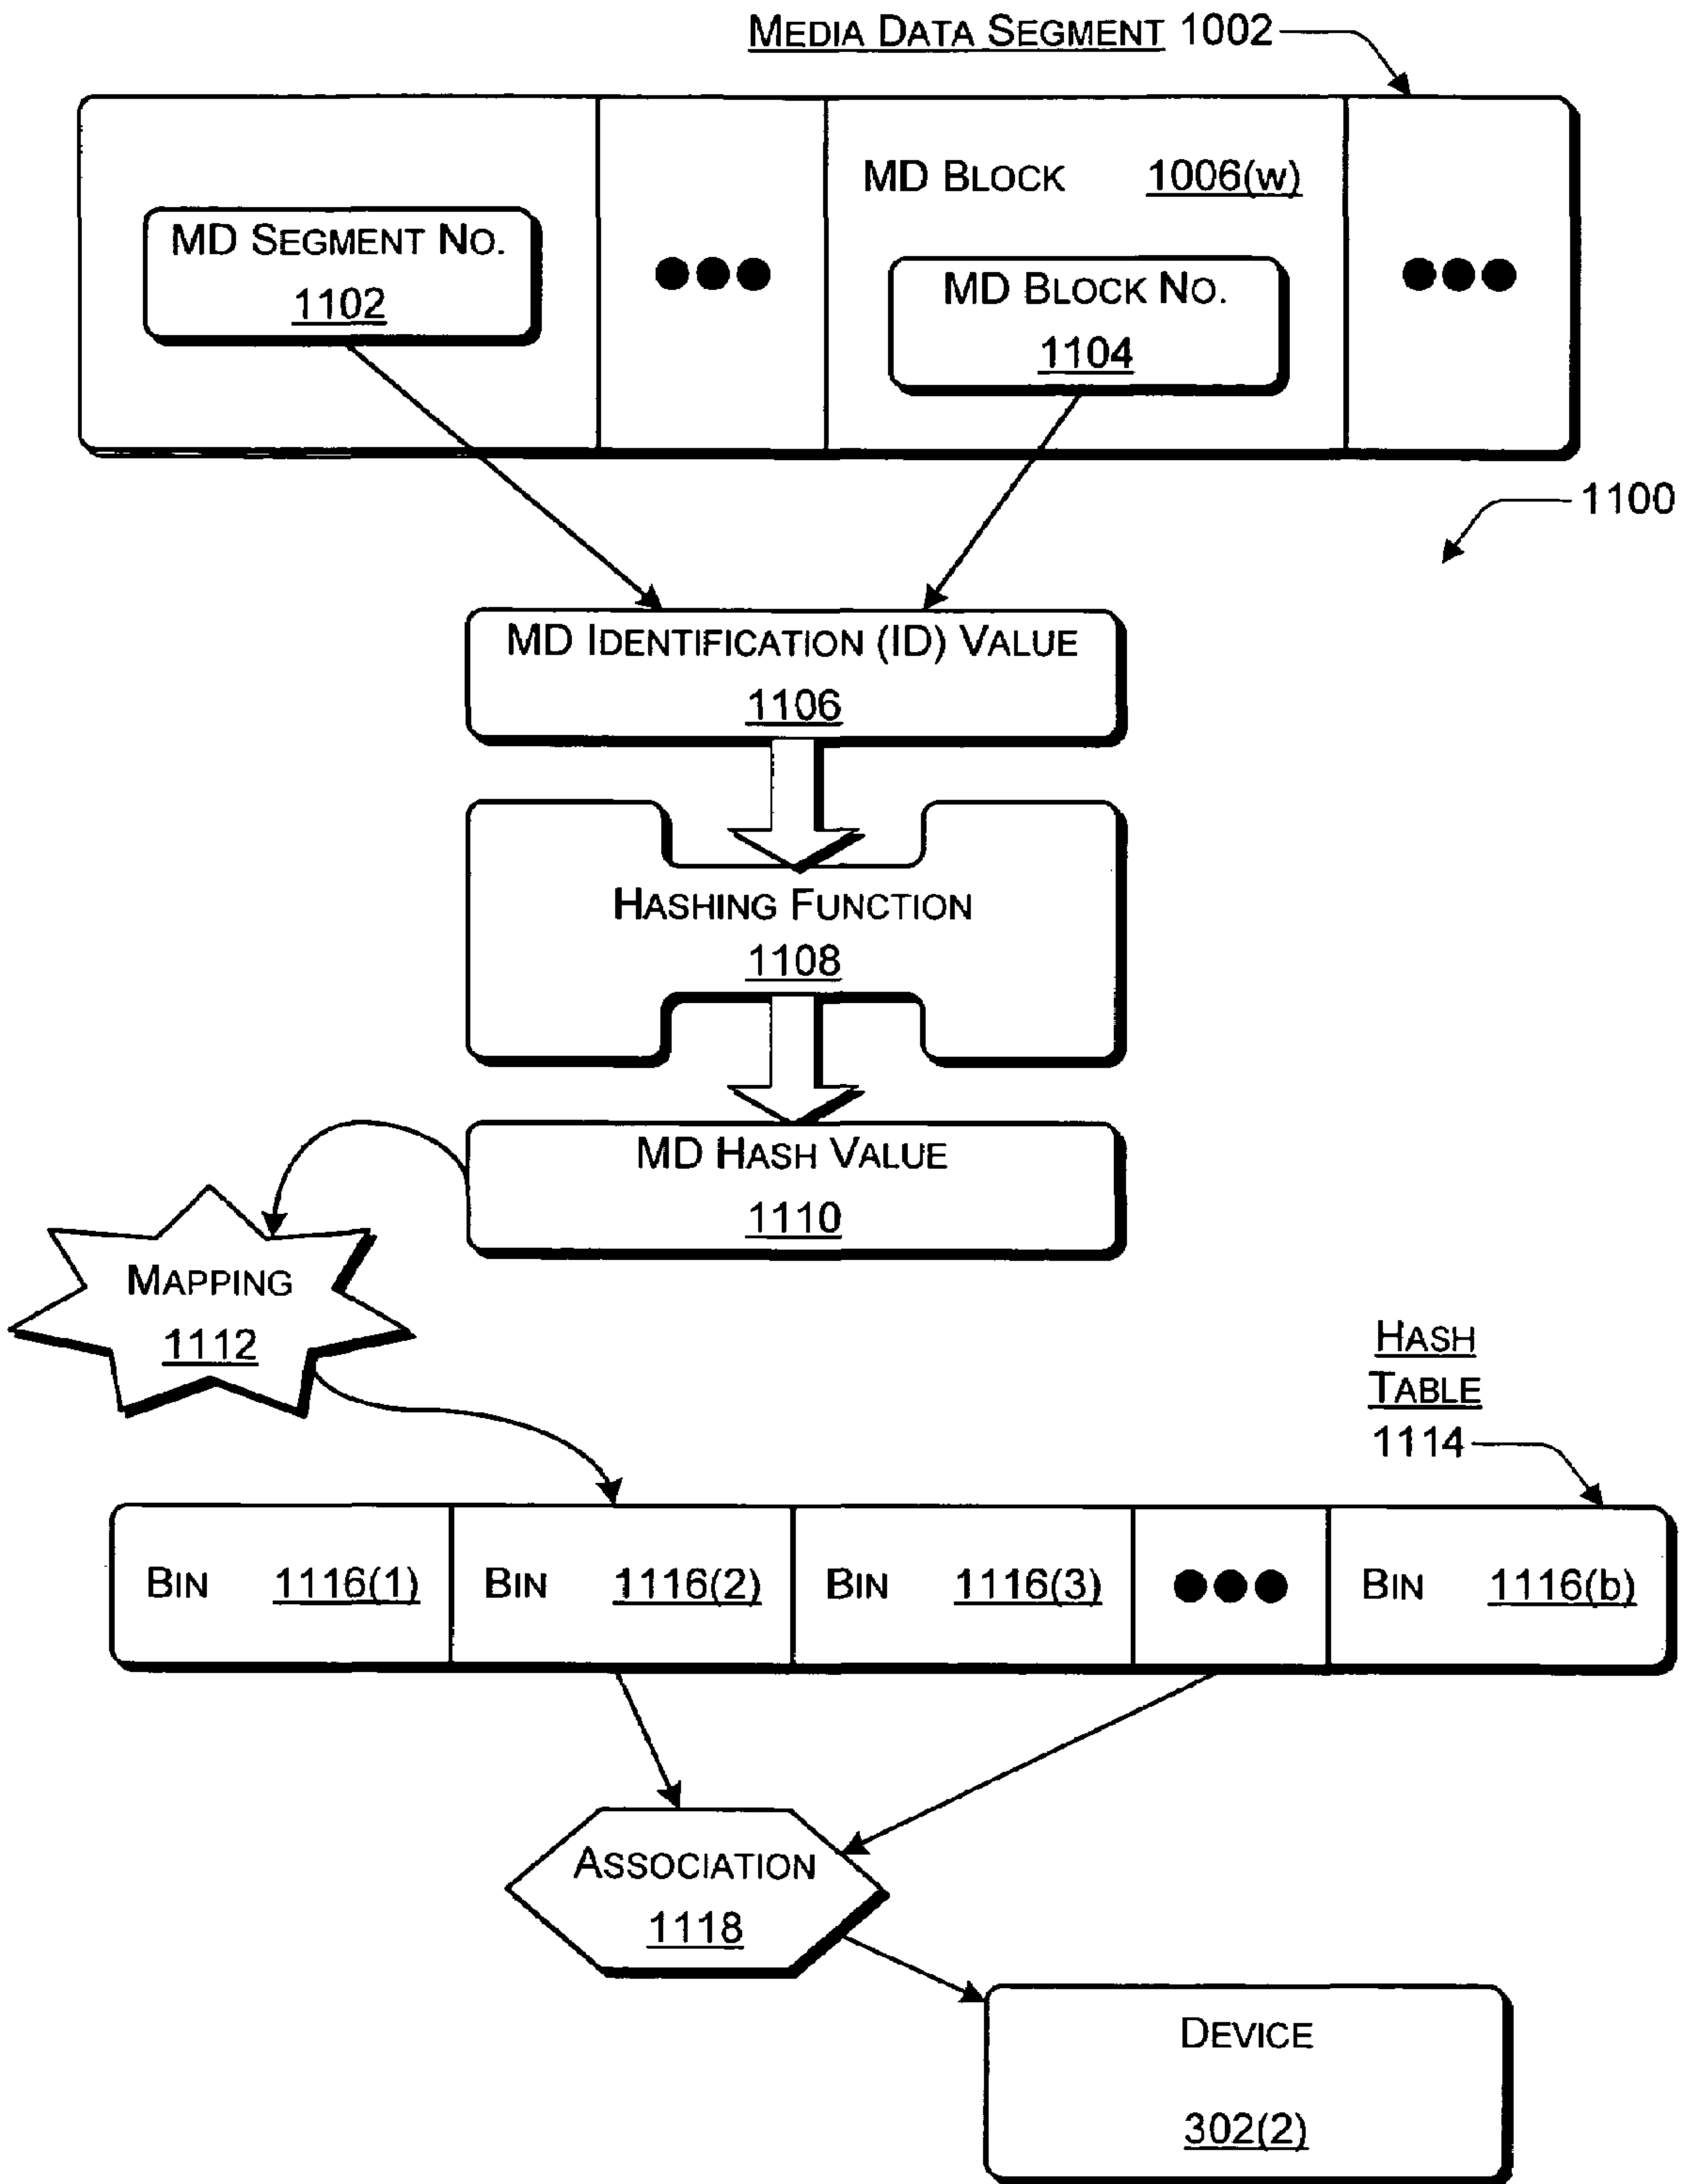 MEDIA DATA SEGMENT 1002
MD BLOCK 1006(w)
MD SEGMENT NO.
1102
MD BLOCK NO.
1104
1100
MD IDENTIFICATION (ID) VALUE
1106
HASHING FUNCTION
1108
MD HASH VALUE
1110
MAPPING
1112
HASH
TABLE
1114
BIN 1116(1) BIN 1116(2) BIN 1116(3) BIN 1116(b)
ASSOCIATION
1118
DEVICE
302(2)